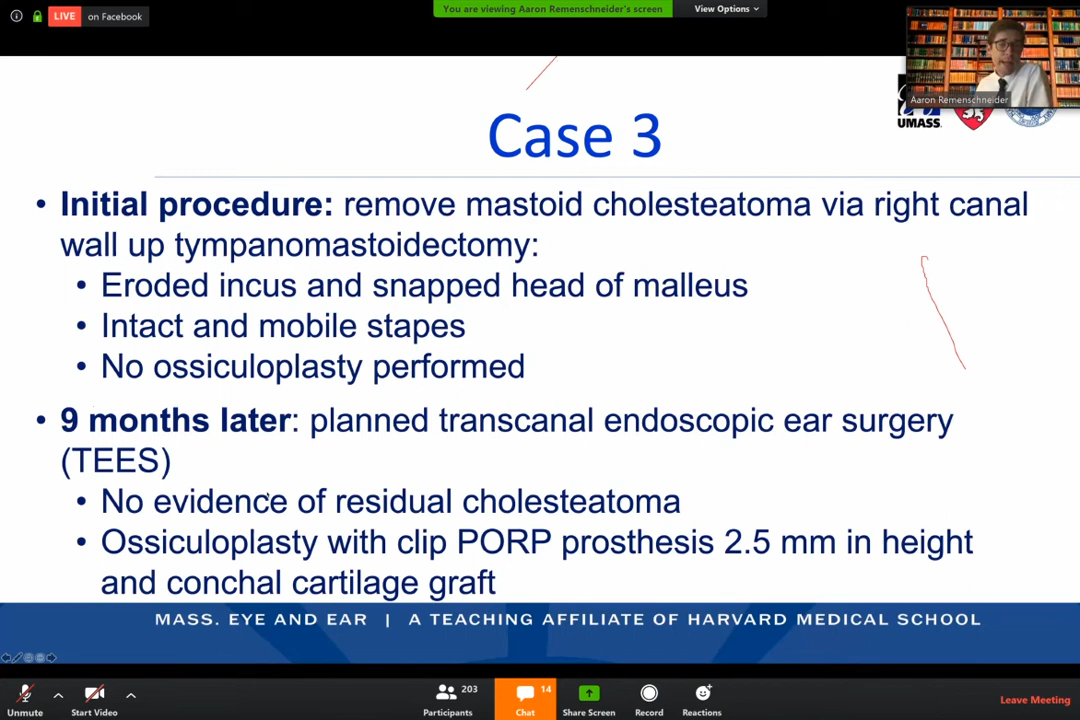 LIVE on Facebook
You are viewing Aaron Remenschneider's screen View Options
Aaron Remenschneider
UMASS.
Case 3
• Initial procedure: remove mastoid cholesteatoma via right canal
wall up tympanomastoidectomy:
• Eroded incus and snapped head of malleus
• Intact and mobile stapes
• No ossiculoplasty performed
• 9 months later: planned transcanal endoscopic ear surgery
(TEES)
• No evidence of residual cholesteatoma
• Ossiculoplasty with clip PORP prosthesis 2.5 mm in height
and conchal cartilage graft
MASS. EYE AND EAR | A TEACHING AFFILIATE OF HARVARD MEDICAL SCHOOL
203 14
Unmute Start Video Participants Chat Share Screen Record Reactions Leave Meeting